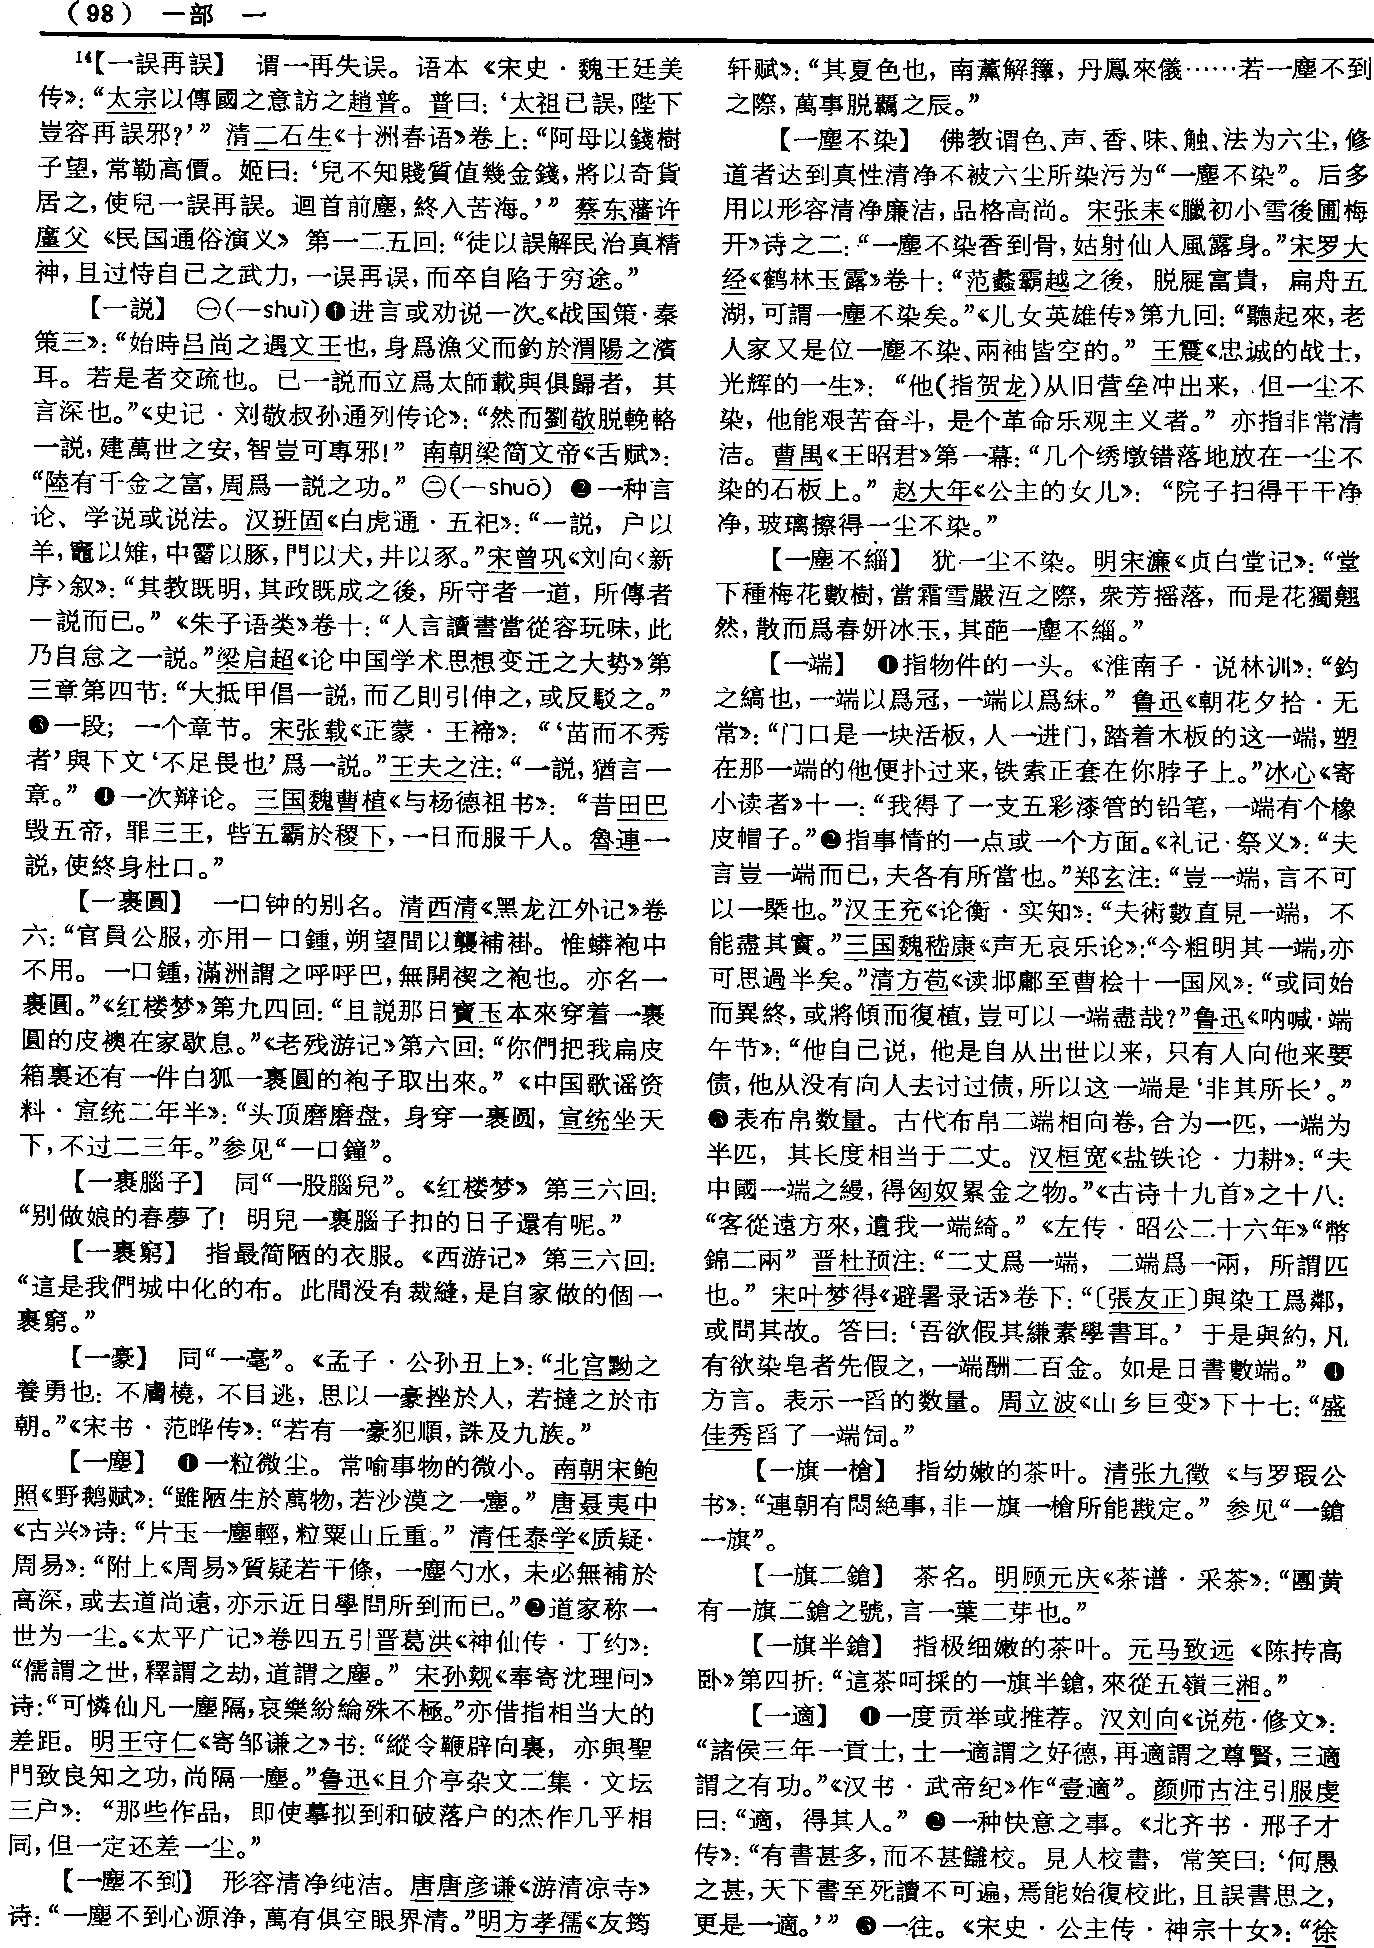 （98） 一部 一
14【一誤再誤】 谓一再失误。语本《宋史·魏王廷美
传》：“太宗以傳國之意訪之趙普。普曰：‘太祖已誤，陛下
豈容再誤邪？’” 清二石生《十洲春语》卷上：“阿母以錢樹
子望，常勒高價。姬曰：‘兒不知賤質值幾金錢，將以奇貨
居之，使兒一誤再誤。迴首前塵，終入苦海。’” 蔡东藩许
廑父《民国通俗演义》第一二五回：“徒以誤解民治真精
神，且过恃自己之武力，一误再误，而卒自陷于穷途。”
【一説】 ㊀(一shuì)❶进言或劝说一次。《战国策·秦
策三》：“始時吕尚之遇文王也，身爲漁父而釣於渭陽之濱
耳。若是者交疏也。已一説而立爲太師載與俱歸者，其
言深也。”《史记·刘敬叔孙通列传论》：“然而劉敬脱輓輅
一説，建萬世之安，智豈可專邪！” 南朝梁简文帝《舌赋》：
“陸有千金之富，周爲一説之功。” ㊁(一shuō) ❷一种言
论、学说或说法。汉班固《白虎通·五祀》：“一説，户以
羊，竈以雉，中霤以豚，門以犬，井以豕。”宋曾巩《刘向〈新
序〉叙》：“其教既明，其政既成之後，所守者一道，所傳者
一説而已。”《朱子语类》卷十：“人言讀書當從容玩味，此
乃自怠之一説。”梁启超《论中国学术思想变迁之大势》第
三章第四节：“大抵甲倡一説，而乙則引伸之，或反駁之。”
❸一段；一个章节。宋张载《正蒙·王禘》：“‘苗而不秀
者’與下文‘不足畏也’爲一説。”王夫之注：“一説，猶言一
章。” ❹一次辩论。三国魏曹植《与杨德祖书》：“昔田巴
毁五帝，罪三王，呰五霸於稷下，一日而服千人。魯連一
説，使終身杜口。”
【一裹圓】 一口钟的别名。清西清《黑龙江外记》卷
六：“官員公服，亦用一口鍾，朔望間以襲補褂。惟蟒袍中
不用。一口鍾，滿洲謂之呼呼巴，無開禊之袍也。亦名一
裹圓。”《红楼梦》第九四回：“且説那日寶玉本來穿着一裹
圓的皮襖在家歇息。”《老残游记》第六回：“你們把我扁皮
箱裏还有一件白狐一裹圓的袍子取出來。”《中国歌谣资
料·宣统二年半》：“头顶磨磨盘，身穿一裹圆，宣统坐天
下，不过二三年。”参见“一口鐘”。
【一裹腦子】 同“一股腦兒”。《红楼梦》第三六回：
“别做娘的春夢了！明兒一裹腦子扣的日子還有呢。”
【一裹窮】 指最简陋的衣服。《西游记》第三六回：
“這是我們城中化的布。此間没有裁縫，是自家做的個一
裹窮。”
【一豪】 同“一毫”。《孟子·公孙丑上》：“北宫黝之
養勇也：不膚橈，不目逃，思以一豪挫於人，若撻之於市
朝。”《宋书·范晔传》：“若有一豪犯順，誅及九族。”
【一塵】 ❶一粒微尘。常喻事物的微小。南朝宋鲍
照《野鹅赋》：“雖陋生於萬物，若沙漠之一塵。” 唐聂夷中
《古兴》诗：“片玉一塵輕，粒粟山丘重。” 清任泰学《质疑·
周易》：“附上《周易》質疑若干條，一塵勺水，未必無補於
高深，或去道尚遠，亦示近日學問所到而已。”❷道家称一
世为一尘。《太平广记》卷四五引晋葛洪《神仙传·丁约》：
“儒謂之世，釋謂之劫，道謂之塵。” 宋孙觌《奉寄沈理问》
诗：“可憐仙凡一塵隔，哀樂紛綸殊不極。”亦借指相当大的
差距。明王守仁《寄邹谦之》书：“縱令鞭辟向裏，亦與聖
門致良知之功，尚隔一塵。”鲁迅《且介亭杂文二集·文坛
三户》：“那些作品，即使摹拟到和破落户的杰作几乎相
同，但一定还差一尘。”
【一塵不到】 形容清净纯洁。唐唐彦谦《游清凉寺》
诗：“一塵不到心源浄，萬有俱空眼界清。”明方孝孺《友筠
轩赋》：“其夏色也，南薰解籜，丹鳳來儀……若一塵不到
之際，萬事脱羈之辰。”
【一塵不染】 佛教谓色、声、香、味、触、法为六尘，修
道者达到真性清净不被六尘所染污为“一塵不染”。后多
用以形容清净廉洁，品格高尚。宋张耒《臘初小雪後圃梅
开》诗之二：“一塵不染香到骨，姑射仙人風露身。”宋罗大
经《鹤林玉露》卷十：“范蠡霸越之後，脱屣富貴，扁舟五
湖，可謂一塵不染矣。”《儿女英雄传》第九回：“聽起來，老
人家又是位一塵不染、兩袖皆空的。” 王震《忠诚的战士，
光辉的一生》：“他(指贺龙)从旧营垒冲出来，但一尘不
染，他能艰苦奋斗，是个革命乐观主义者。” 亦指非常清
洁。曹禺《王昭君》第一幕：“几个绣墩错落地放在一尘不
染的石板上。” 赵大年《公主的女儿》：“院子扫得干干净
净，玻璃擦得一尘不染。”
【一塵不緇】 犹一尘不染。明宋濂《贞白堂记》：“堂
下種梅花數樹，當霜雪嚴沍之際，衆芳摇落，而是花獨翹
然，散而爲春妍冰玉，其葩一塵不緇。”
【一端】 ❶指物件的一头。《淮南子·说林训》：“鈞
之縞也，一端以爲冠，一端以爲絑。” 鲁迅《朝花夕拾·无
常》：“门口是一块活板，人一进门，踏着木板的这一端，塑
在那一端的他便扑过来，铁索正套在你脖子上。”冰心《寄
小读者》十一：“我得了一支五彩漆管的铅笔，一端有个橡
皮帽子。”❷指事情的一点或一个方面。《礼记·祭义》：“夫
言豈一端而已，夫各有所當也。”郑玄注：“豈一端，言不可
以一槩也。”汉王充《论衡·实知》：“夫術數直見一端，不
能盡其實。”三国魏嵇康《声无哀乐论》：“今粗明其一端，亦
可思過半矣。”清方苞《读邶鄘至曹桧十一国风》：“或同始
而異終，或將傾而復植，豈可以一端盡哉？”鲁迅《呐喊·端
午节》：“他自己说，他是自从出世以来，只有人向他来要
债，他从没有向人去讨过债，所以这一端是‘非其所长’。”
❸表布帛数量。古代布帛二端相向卷，合为一匹，一端为
半匹，其长度相当于二丈。汉桓宽《盐铁论·力耕》：“夫
中國一端之縵，得匈奴累金之物。”《古诗十九首》之十八：
“客從遠方來，遺我一端綺。”《左传·昭公二十六年》“幣
錦二兩” 晋杜预注：“二丈爲一端，二端爲一兩，所謂匹
也。” 宋叶梦得《避暑录话》卷下：“〔張友正〕與染工爲鄰，
或問其故。答曰：‘吾欲假其縑素學書耳。’于是與約，凡
有欲染皂者先假之，一端酬二百金。如是日書數端。” ❹
方言。表示一舀的数量。周立波《山乡巨变》下十七：“盛
佳秀舀了一端饲。”
【一旗一槍】 指幼嫩的茶叶。清张九徵《与罗瑕公
书》：“連朝有悶絶事，非一旗一槍所能戡定。” 参见“一鎗
一旗”。
【一旗二鎗】 茶名。明顾元庆《茶谱·采茶》：“團黄
有一旗二鎗之號，言一葉二芽也。”
【一旗半鎗】 指极细嫩的茶叶。元马致远《陈抟高
卧》第四折：“這茶呵採的一旗半鎗，來從五嶺三湘。”
【一適】 ❶一度贡举或推荐。汉刘向《说苑·修文》：
“諸侯三年一貢士，士一適謂之好德，再適謂之尊賢，三適
謂之有功。”《汉书·武帝纪》作“壹適”。颜师古注引服虔
曰：“適，得其人。” ❷一种快意之事。《北齐书·邢子才
传》：“有書甚多，而不甚讎校。見人校書，常笑曰：‘何愚
之甚，天下書至死讀不可遍，焉能始復校此，且誤書思之，
更是一適。’” ❸一往。《宋史·公主传·神宗十女》：“徐